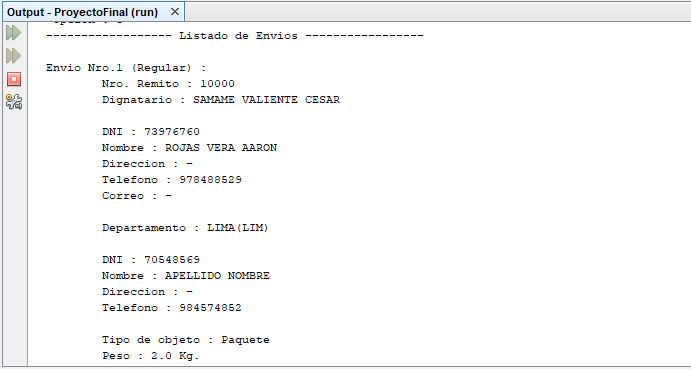 Output - ProyectoFinal (run)
------------------ Listado de Envios -----------------
Envio Nro.1 (Regular) :
Nro. Remito : 10000
Dignatario : SAMAME VALIENTE CESAR
DNI : 73976760
Nombre : ROJAS VERA AARON
Direccion : -
Telefono : 978488529
Correo : -
Departamento : LIMA(LIM)
DNI : 70548569
Nombre : APELLIDO NOMBRE
Direccion : -
Telefono : 984574852
Tipo de objeto : Paquete
Peso : 2.0 Kg.